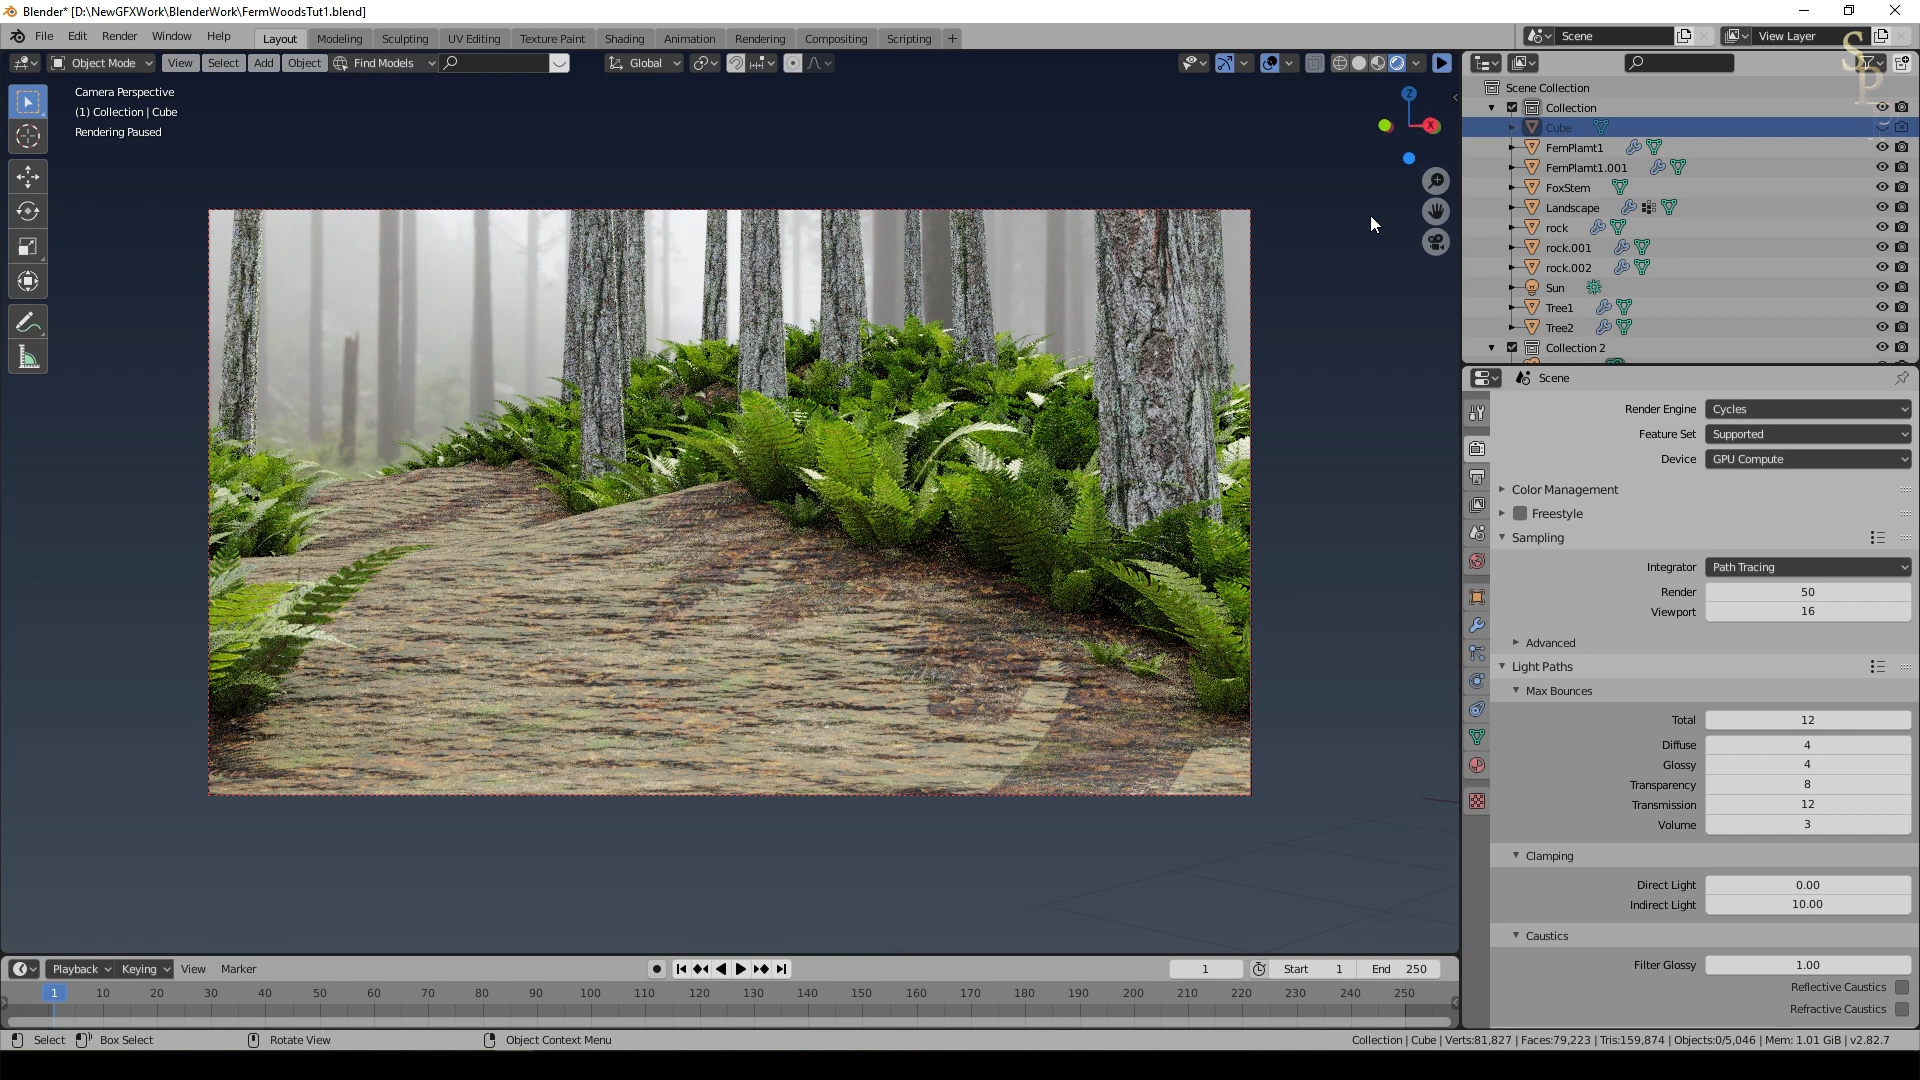 Blender* [D:\NewGFXWork\BlenderWork\FermWoodsTut1.blend]
File Edit Render Window Help Layout Modeling Sculpting UV Editing Texture Paint Shading Animation Rendering Compositing Scripting + Scene View Layer
Object Mode View Select Add Object Find Models Global
Camera Perspective
(1) Collection | Cube
Rendering Paused
Z
X
SP
Scene Collection
Collection
Cube
FernPlamt1
FernPlamt1.001
FoxStem
Landscape
rock
rock.001
rock.002
Sun
Tree1
Tree2
Collection 2
Scene
Render Engine Cycles
Feature Set Supported
Device GPU Compute
Color Management
Freestyle
Sampling
Integrator Path Tracing
Render 50
Viewport 16
Advanced
Light Paths
Max Bounces
Total 12
Diffuse 4
Glossy 4
Transparency 8
Transmission 12
Volume 3
Clamping
Direct Light 0.00
Indirect Light 10.00
Caustics
Filter Glossy 1.00
Reflective Caustics
Refractive Caustics
Playback Keying View Marker 1 Start 1 End 250
1 10 20 30 40 50 60 70 80 90 100 110 120 130 140 150 160 170 180 190 200 210 220 230 240 250
Select Box Select Rotate View Object Context Menu Collection | Cube | Verts:81,827 | Faces:79,223 | Tris:159,874 | Objects:0/5,046 | Mem: 1.01 GiB | v2.82.7